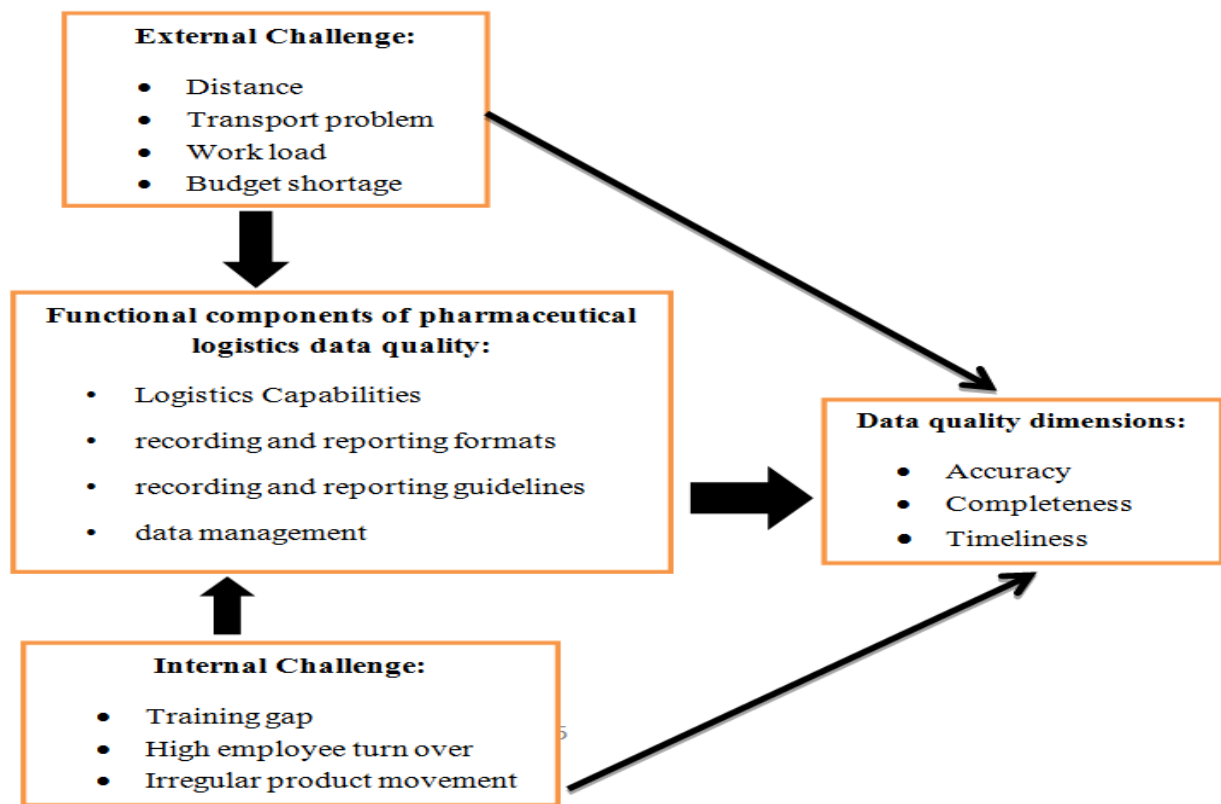 External Challenge:
● Distance
● Transport problem
● Work load
● Budget shortage
Functional components of pharmaceutical
logistics data quality:
• Logistics Capabilities
• recording and reporting formats
• recording and reporting guidelines
• data management
Data quality dimensions:
● Accuracy
● Completeness
● Timeliness
Internal Challenge:
● Training gap
● High employee turn over
● Irregular product movement